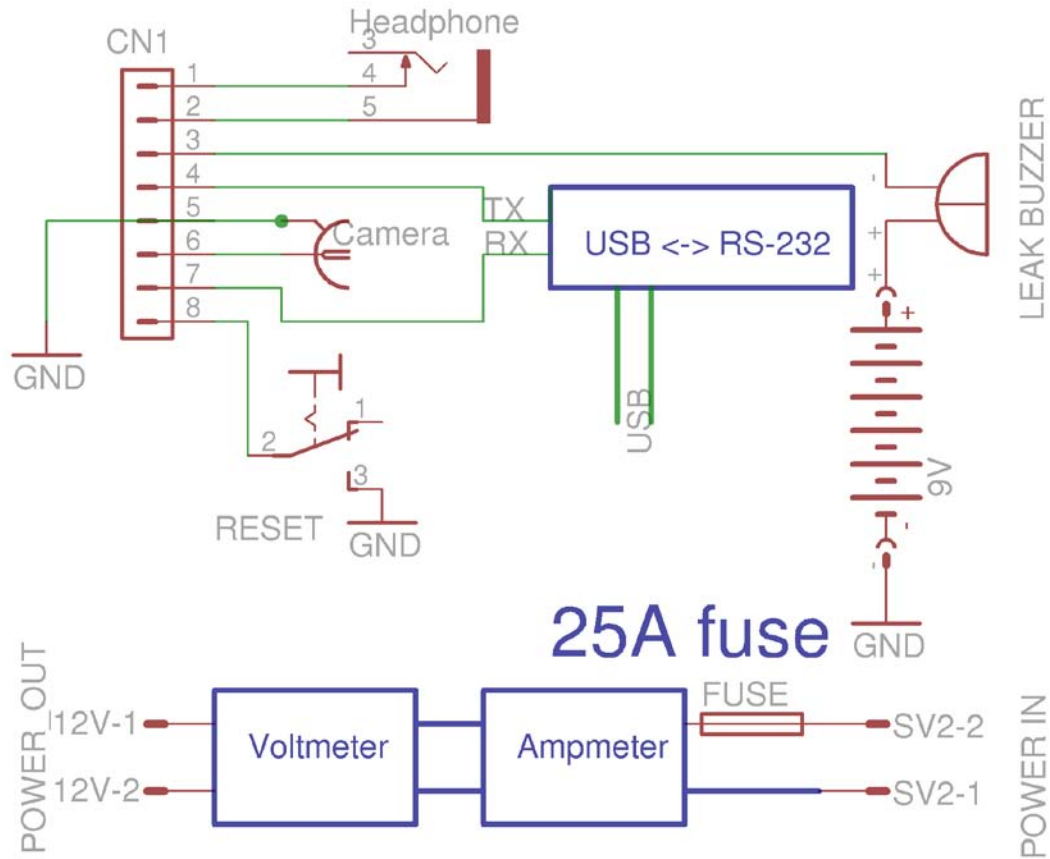 Headphone
CN1
3
1
4
2
5
3
4
TX
5
Camera
6
RX
USB <-> RS-232
7
8
-
+
+
LEAK BUZZER
+
GND
USB
1
2
3
9V
RESET
GND
-
-
GND
25A fuse
POWER_OUT
12V-1
12V-2
Voltmeter
Ampmeter
FUSE
SV2-2
SV2-1
POWER IN